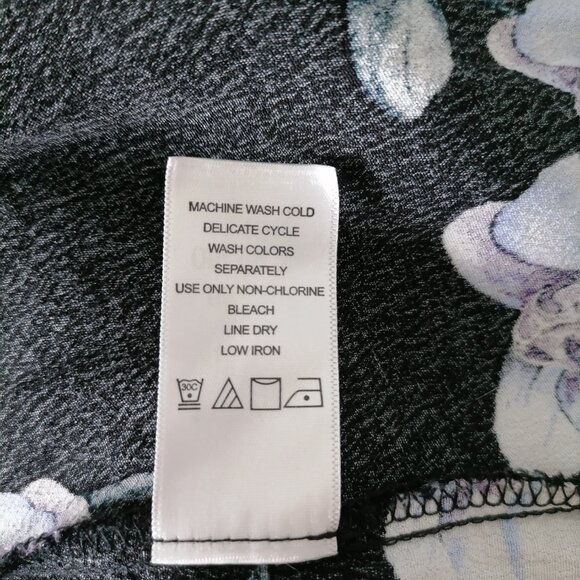 MACHINE WASH COLD
DELICATE CYCLE
WASH COLORS
SEPARATELY
USE ONLY NON-CHLORINE
BLEACH
LINE DRY
LOW IRON
30C